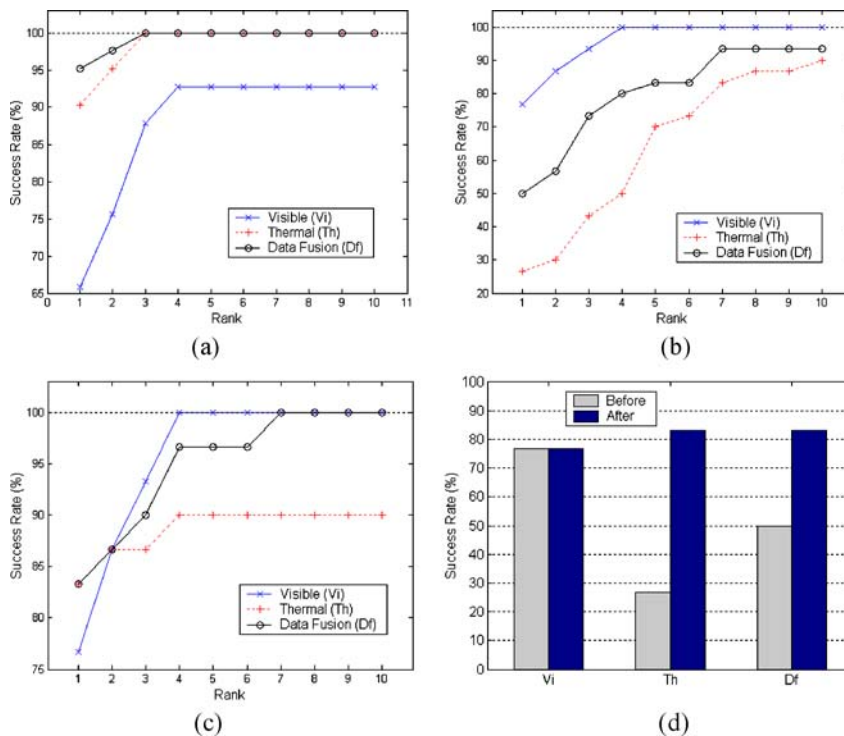 100
95
90
85
80
75
70
65
Success Rate (%)
Visible (Vi)
Thermal (Th)
Data Fusion (Df)
0 1 2 3 4 5 6 7 8 9 10 11
Rank
(a)
100
90
80
70
60
50
40
30
20
Success Rate (%)
Visible (Vi)
Thermal (Th)
Data Fusion (Df)
1 2 3 4 5 6 7 8 9 10
Rank
(b)
100
95
90
85
80
75
Success Rate (%)
Visible (Vi)
Thermal (Th)
Data Fusion (Df)
1 2 3 4 5 6 7 8 9 10
Rank
(c)
100
90
80
70
60
50
40
30
20
10
0
Success Rate (%)
Before
After
Vi Th Df
(d)